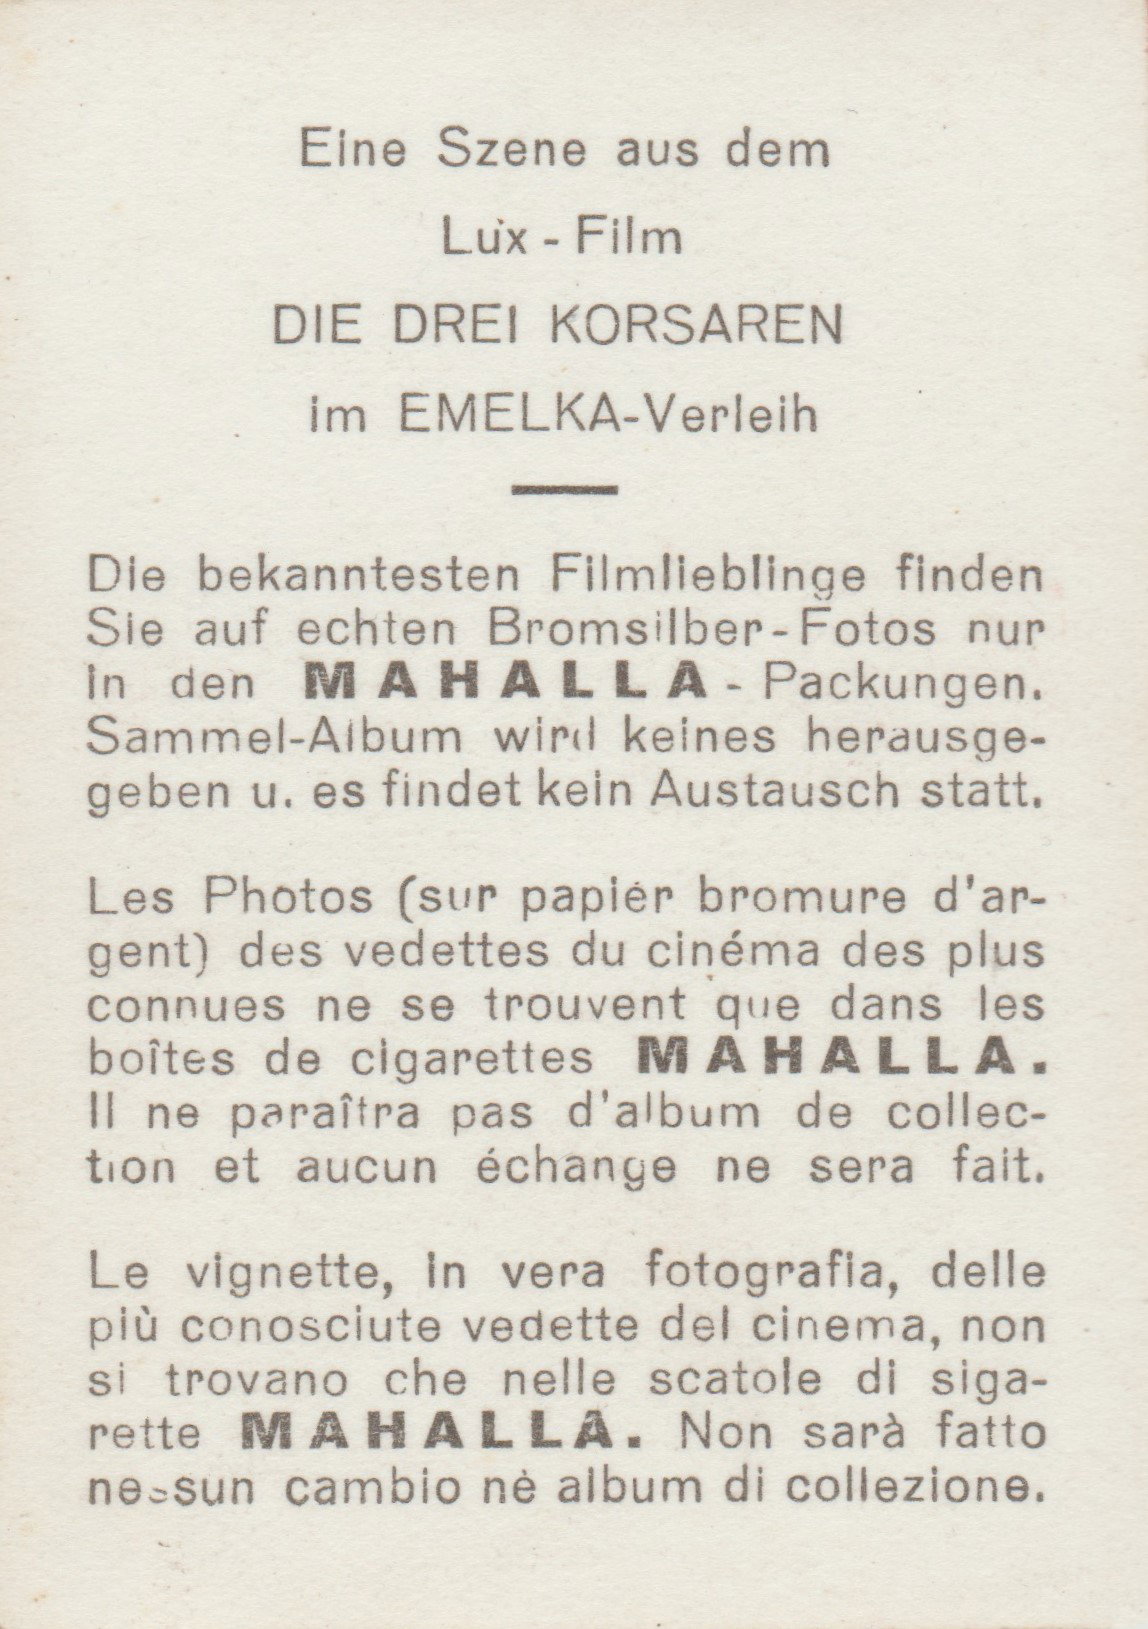 Eine Szene aus dem
Lux - Film
DIE DREI KORSAREN
im EMELKA-Verleih
Die bekanntesten Filmlieblinge finden
Sie auf echten Bromsilber-Fotos nur
in den MAHALLA - Packungen.
Sammel-Album wird keines herausge-
geben u. es findet kein Austausch statt.
Les Photos (sur papier bromure d'ar-
gent) des vedettes du cinéma des plus
connues ne se trouvent que dans les
boîtes de cigarettes MAHALLA.
Il ne paraîtra pas d'album de collec-
tion et aucun échange ne sera fait.
Le vignette, in vera fotografia, delle
più conosciute vedette del cinema, non
si trovano che nelle scatole di siga-
rette MAHALLA. Non sarà fatto
nessun cambio nè album di collezione.